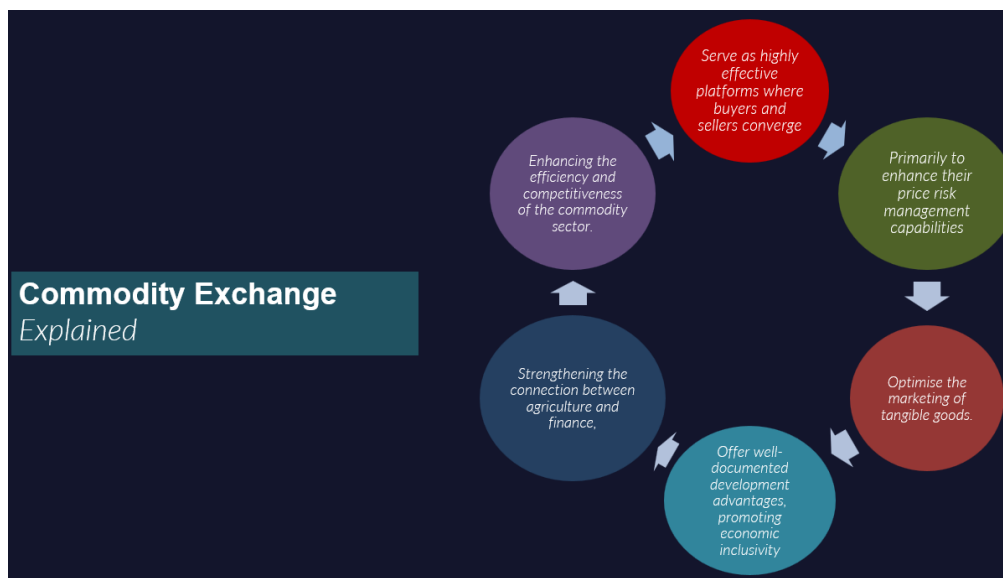 Commodity Exchange
Explained
Serve as highly
effective
platforms where
buyers and
sellers converge
Primarily to
enhance their
price risk
management
capabilities
Optimise the
marketing of
tangible goods.
Offer well-
documented
development
advantages,
promoting
economic
inclusivity
Strengthening the
connection between
agriculture and
finance,
Enhancing the
efficiency and
competitiveness
of the commodity
sector.